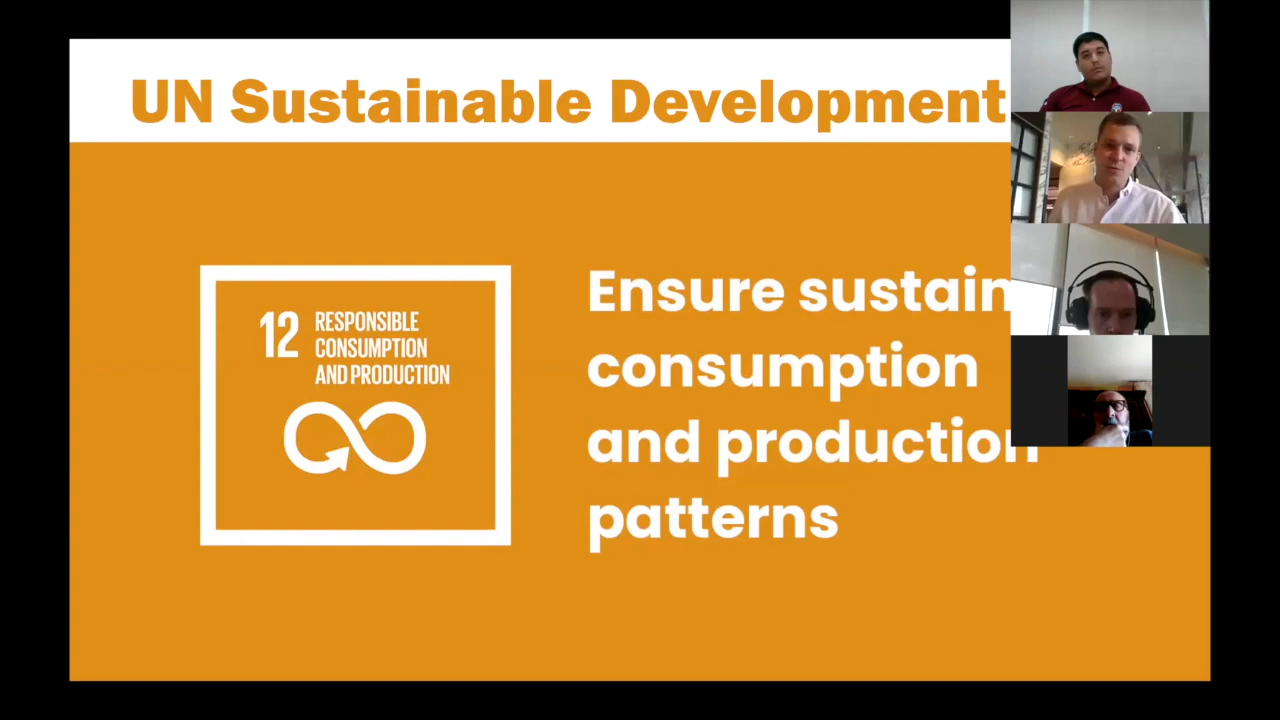 UN Sustainable Development
12 RESPONSIBLE
CONSUMPTION
AND PRODUCTION
Ensure sustain
consumption
and production
patterns